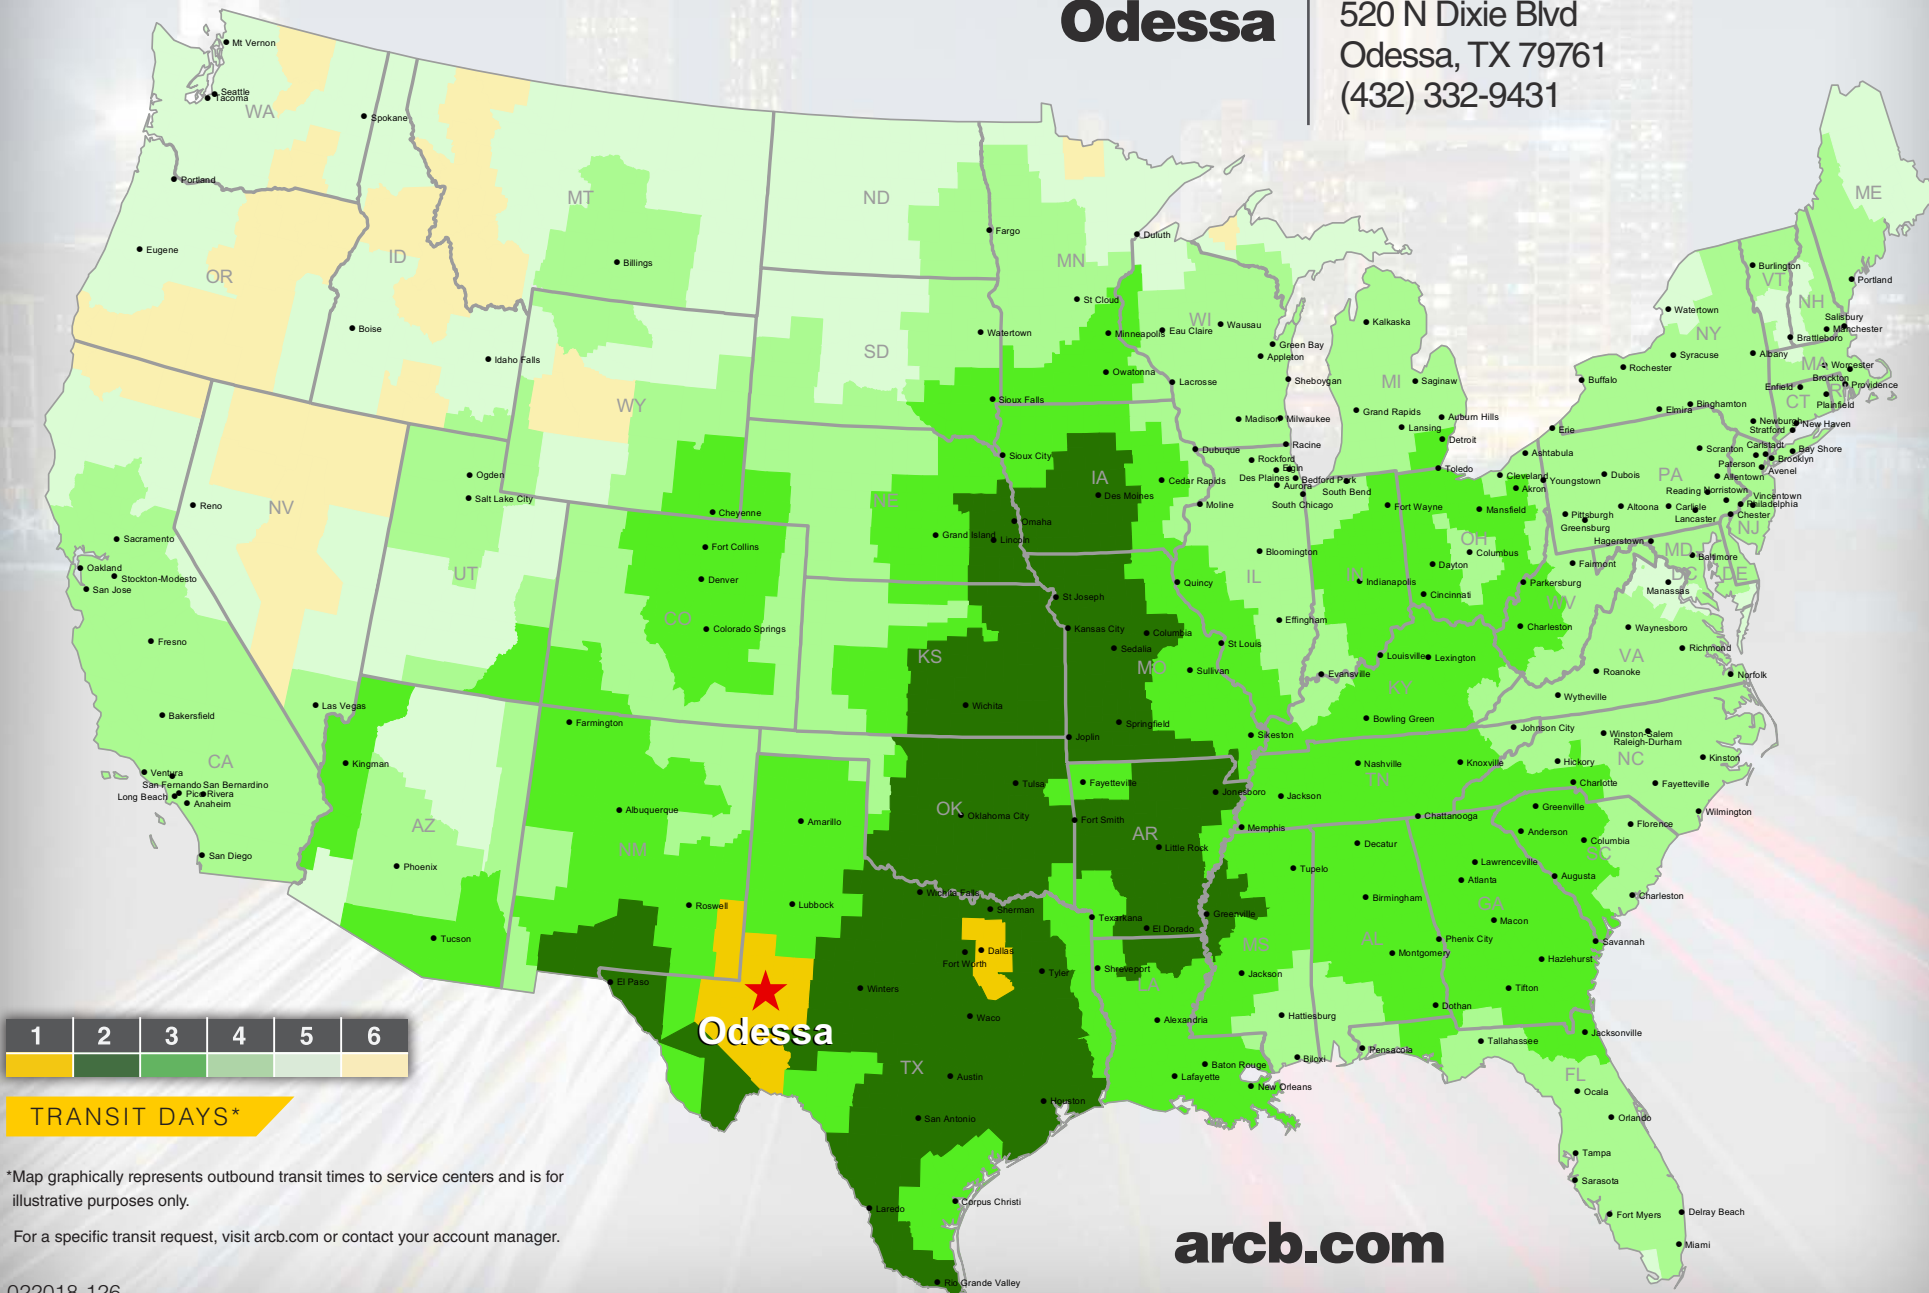 Odessa
520 N Dixie Blvd
Odessa, TX 79761
(432) 332-9431
Mt Vernon
Seattle
Tacoma
WA
Spokane
Portland
Eugene
OR
ID
Boise
Idaho Falls
MT
Billings
ND
Fargo
MN
Duluth
St Cloud
Minneapolis
Owatonna
Watertown
SD
Sioux Falls
WY
WI
Eau Claire
Wausau
Green Bay
Appleton
Sheboygan
Lacrosse
Madison
Milwaukee
Racine
MI
Kalkaska
Saginaw
Grand Rapids
Lansing
Auburn Hills
Detroit
ME
Burlington
VT
Portland
NH
Salisbury
Manchester
Brattleboro
Watertown
NY
Syracuse
Albany
Rochester
Buffalo
MA
Worcester
Brockton
Providence
Enfield
RI
Plainfield
CT
Binghamton
Elmira
Newburgh
Stratford
New Haven
Erie
Ashtabula
Scranton
Carlstadt
Bay Shore
Brooklyn
Paterson
Avenel
Allentown
PA
Dubois
Reading
Norristown
Vincentown
Philadelphia
Altoona
Carlisle
Lancaster
Chester
NJ
Pittsburgh
Greensburg
Hagerstown
MD
Baltimore
DC
DE
Manassas
Fairmont
Toledo
Cleveland
Youngstown
Akron
Mansfield
OH
Columbus
Dayton
Cincinnati
Parkersburg
WV
Charleston
Ogden
Salt Lake City
UT
Reno
NV
Sacramento
Oakland
Stockton-Modesto
San Jose
Fresno
Bakersfield
CA
Las Vegas
Ventura
San Fernando
San Bernardino
Long Beach
Pico Rivera
Anaheim
San Diego
Kingman
AZ
Phoenix
Tucson
Cheyenne
Fort Collins
Denver
CO
Colorado Springs
Farmington
Albuquerque
NM
Roswell
NE
Grand Island
Lincoln
Omaha
Sioux City
IA
Des Moines
Cedar Rapids
Dubuque
Moline
Rockford
Elgin
Des Plaines
Bedford Park
Aurora
South Chicago
South Bend
Fort Wayne
Bloomington
IL
IN
Indianapolis
Quincy
Effingham
St Joseph
Kansas City
Columbia
Sedalia
MO
St Louis
Sullivan
KS
Wichita
Springfield
Joplin
Evansville
Louisville
Lexington
KY
Bowling Green
Sikeston
Waynesboro
VA
Richmond
Roanoke
Norfolk
Wytheville
Johnson City
Winston-Salem
Raleigh-Durham
NC
Kinston
Hickory
Charlotte
Fayetteville
Wilmington
Nashville
TN
Knoxville
Jackson
Memphis
Chattanooga
Greenville
Anderson
Florence
Columbia
SC
Charleston
Tulsa
OK
Oklahoma City
Fayetteville
Jonesboro
Fort Smith
AR
Little Rock
El Dorado
Texarkana
Amarillo
Lubbock
Wichita Falls
Sherman
Dallas
Fort Worth
Tyler
El Paso
Winters
Waco
Odessa
TX
Austin
Houston
San Antonio
Corpus Christi
Laredo
Rio Grande Valley
Tupelo
Greenville
MS
Jackson
Hattiesburg
Biloxi
Shreveport
LA
Alexandria
Baton Rouge
Lafayette
New Orleans
Decatur
Birmingham
AL
Montgomery
Dothan
Pensacola
Lawrenceville
Atlanta
Augusta
GA
Macon
Phenix City
Savannah
Hazlehurst
Tifton
Jacksonville
Tallahassee
FL
Ocala
Orlando
Tampa
Sarasota
Fort Myers
Delray Beach
Miami
1 2 3 4 5 6
TRANSIT DAYS*
*Map graphically represents outbound transit times to service centers and is for
illustrative purposes only.
For a specific transit request, visit arcb.com or contact your account manager.
arcb.com
022018-126